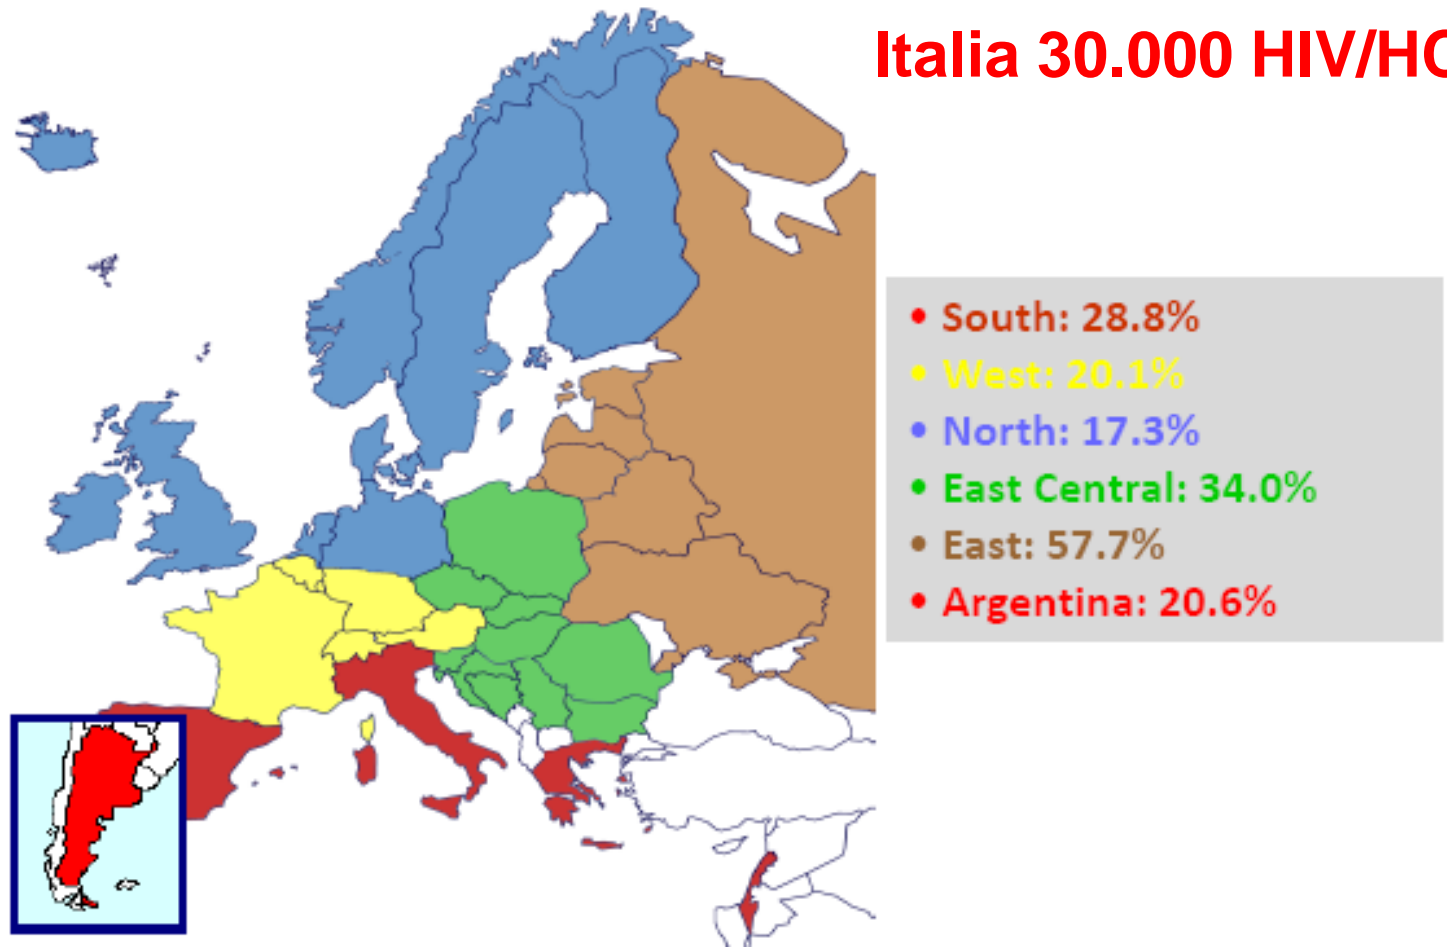 Italia 30.000 HIV/HC
• South: 28.8%
• West: 20.1%
• North: 17.3%
• East Central: 34.0%
• East: 57.7%
• Argentina: 20.6%